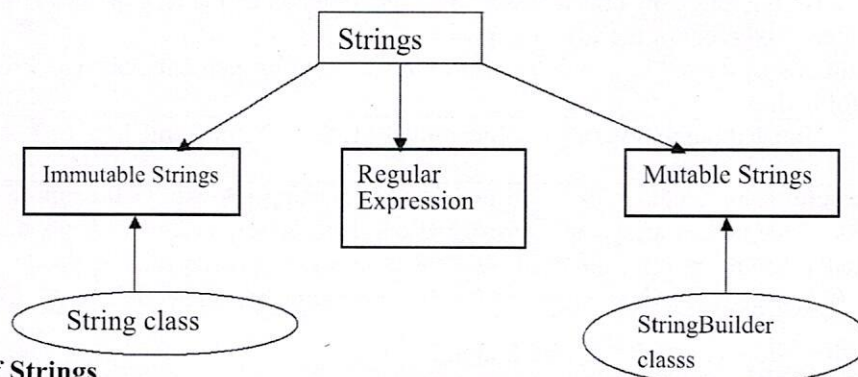 Strings
Immutable Strings
Regular
Expression
Mutable Strings
String class
StringBuilder
classs
Strings